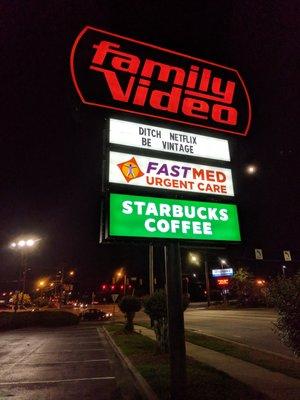 family
Video
DITCH NETFLIX
BE VINTAGE
FASTMED
URGENT CARE
STARBUCKS
COFFEE